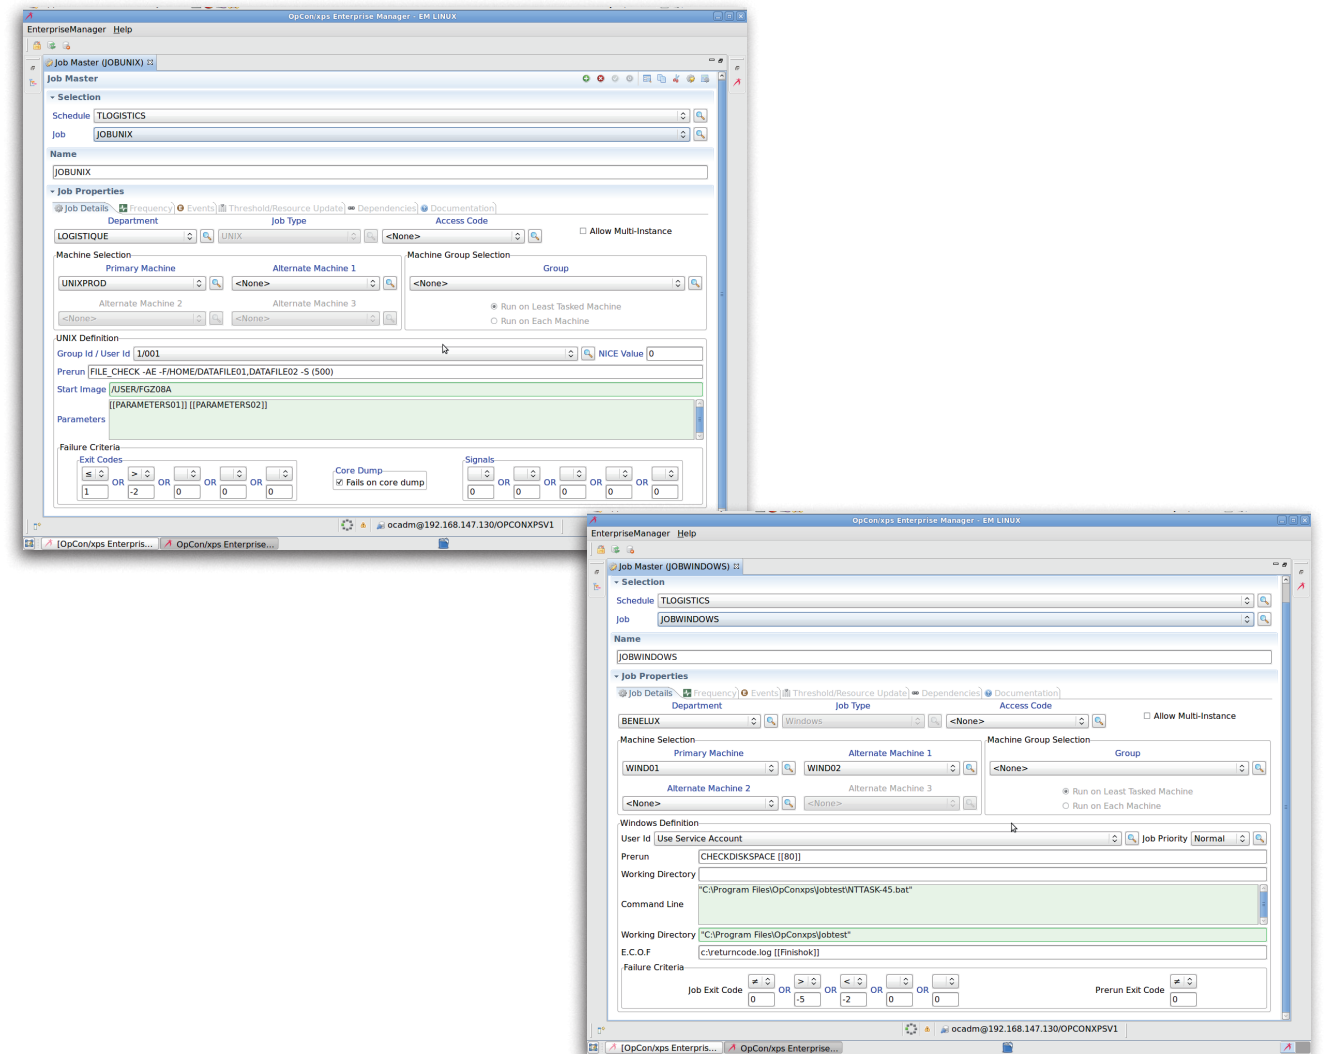 OpCon/xps Enterprise Manager - EM LINUX
EnterpriseManager Help
Job Master (JOBUNIX)
Job Master
Selection
Schedule TLOGISTICS
Job JOBUNIX
Name
JOBUNIX
Job Properties
Job Details Frequency Events Threshold/Resource Update Dependencies Documentation
Department Job Type Access Code
LOGISTIQUE UNIX <None> Allow Multi-Instance
Machine Selection Machine Group Selection
Primary Machine Alternate Machine 1 Group
UNIXPROD <None> <None>
Alternate Machine 2 Alternate Machine 3 Run on Least Tasked Machine
<None> <None> Run on Each Machine
UNIX Definition
Group Id / User Id 1/001 NICE Value 0
Prerun FILE_CHECK -AE -F/HOME/DATAFILE01,DATAFILE02 -S (500)
Start Image /USER/FGZ08A
[[PARAMETERS01]] [[PARAMETERS02]]
Parameters
Failure Criteria
Exit Codes Core Dump Signals
≤ OR > OR OR OR Fails on core dump OR OR OR OR
1 -2 0 0 0 0 0 0 0 0
ocadm@192.168.147.130/OPCONXPSV1
[OpCon/xps Enterpris... OpCon/xps Enterprise...
OpCon/xps Enterprise Manager - EM LINUX
EnterpriseManager Help
Job Master (JOBWINDOWS)
Selection
Schedule TLOGISTICS
Job JOBWINDOWS
Name
JOBWINDOWS
Job Properties
Job Details Frequency Events Threshold/Resource Update Dependencies Documentation
Department Job Type Access Code
BENELUX Windows <None> Allow Multi-Instance
Machine Selection Machine Group Selection
Primary Machine Alternate Machine 1 Group
WIND01 WIND02 <None>
Alternate Machine 2 Alternate Machine 3 Run on Least Tasked Machine
<None> <None> Run on Each Machine
Windows Definition
User Id Use Service Account Job Priority Normal
Prerun CHECKDISKSPACE [[80]]
Working Directory
"C:\Program Files\OpConxps\Jobtest\NTTASK-45.bat"
Command Line
Working Directory "C:\Program Files\OpConxps\Jobtest"
E.C.O.F c:\returncode.log [[Finishok]]
Failure Criteria
Job Exit Code ≠ OR > OR < OR OR Prerun Exit Code ≠
0 -5 -2 0 0 0
ocadm@192.168.147.130/OPCONXPSV1
[OpCon/xps Enterpris... OpCon/xps Enterprise...